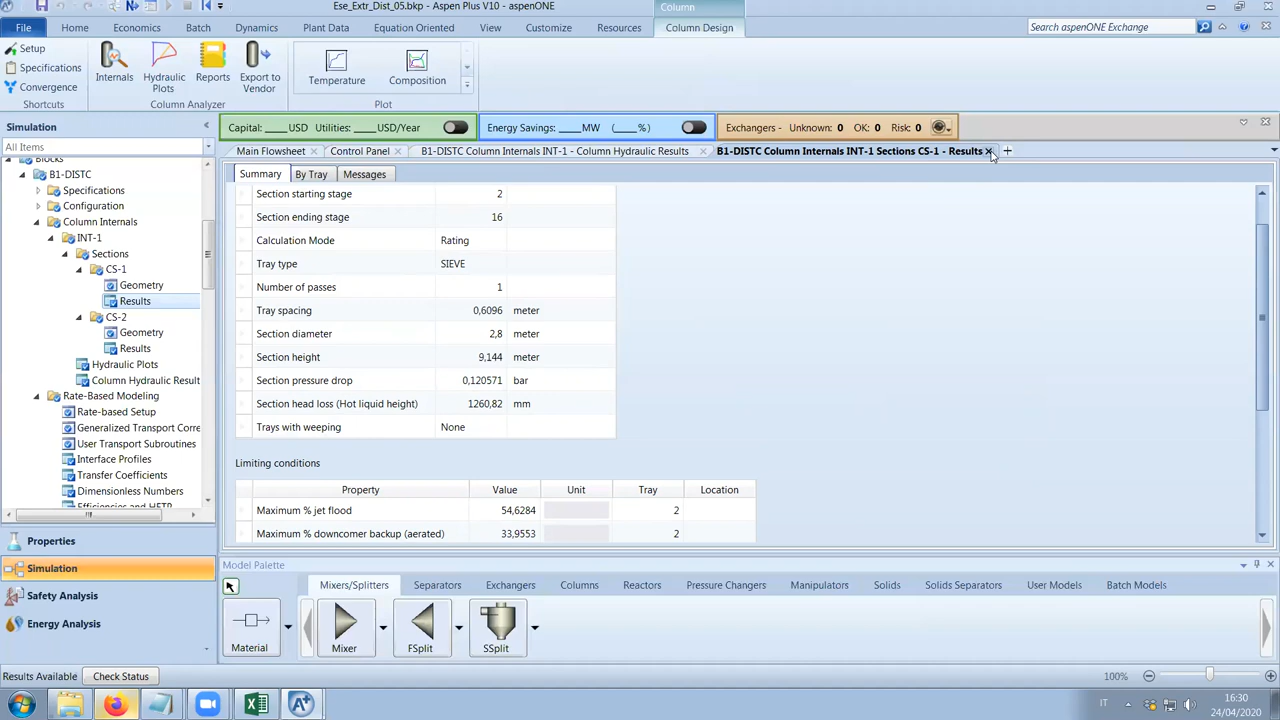 Ese_Extr_Dist_05.bkp - Aspen Plus V10 - aspenONE
Column
File
Home
Economics
Batch
Dynamics
Plant Data
Equation Oriented
View
Customize
Resources
Column Design
Search aspenONE Exchange
Setup
Specifications
Convergence
Shortcuts
Internals
Hydraulic Plots
Reports
Export to Vendor
Column Analyzer
Temperature
Composition
Plot
Simulation
All Items
Capital: ____ USD Utilities: ____ USD/Year
Energy Savings: ____ MW (____%)
Exchangers - Unknown: 0 OK: 0 Risk: 0
Main Flowsheet
Control Panel
B1-DISTC Column Internals INT-1 - Column Hydraulic Results
B1-DISTC Column Internals INT-1 Sections CS-1 - Results
Summary
By Tray
Messages
Blocks
B1-DISTC
Specifications
Configuration
Column Internals
INT-1
Sections
CS-1
Geometry
Results
CS-2
Geometry
Results
Hydraulic Plots
Column Hydraulic Result
Rate-Based Modeling
Rate-based Setup
Generalized Transport Corre
User Transport Subroutines
Interface Profiles
Transfer Coefficients
Dimensionless Numbers
Section starting stage 2
Section ending stage 16
Calculation Mode Rating
Tray type SIEVE
Number of passes 1
Tray spacing 0,6096 meter
Section diameter 2,8 meter
Section height 9,144 meter
Section pressure drop 0,120571 bar
Section head loss (Hot liquid height) 1260,82 mm
Trays with weeping None
Limiting conditions
Property Value Unit Tray Location
Maximum % jet flood 54,6284 2
Maximum % downcomer backup (aerated) 33,9553 2
Properties
Simulation
Safety Analysis
Energy Analysis
Model Palette
Mixers/Splitters
Separators
Exchangers
Columns
Reactors
Pressure Changers
Manipulators
Solids
Solids Separators
User Models
Batch Models
Material
Mixer
FSplit
SSplit
Results Available
Check Status
100%
IT
16:30
24/04/2020